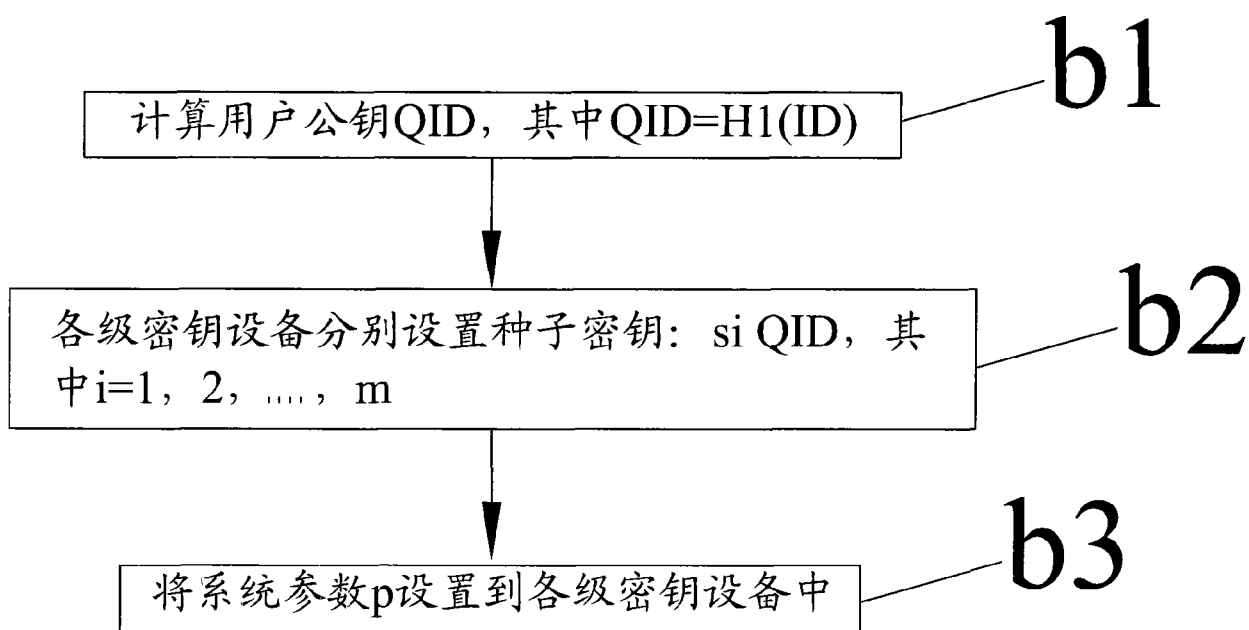 计算用户公钥QID，其中QID=H1(ID)
b1
各级密钥设备分别设置种子密钥：si QID，其
中i=1，2，....，m
b2
将系统参数p设置到各级密钥设备中
b3